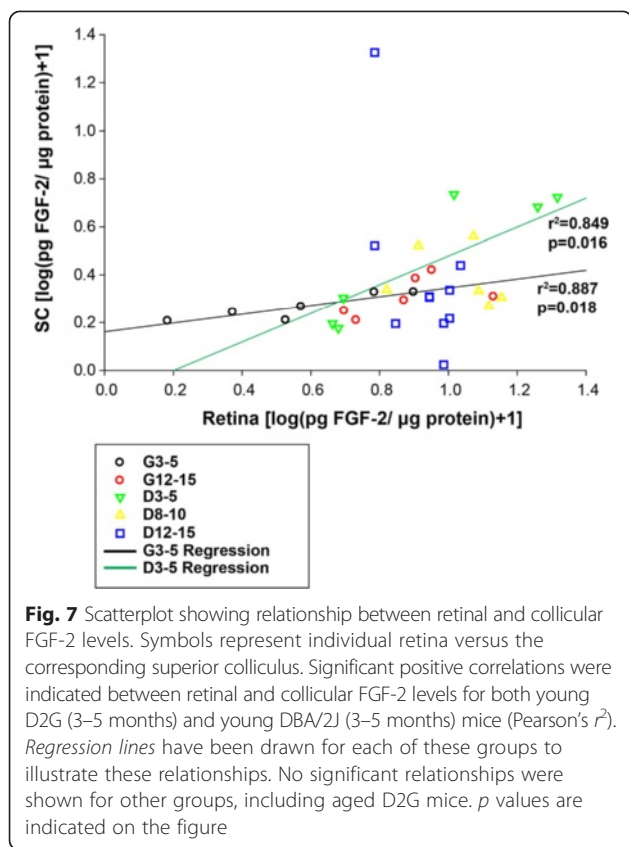 1.4
1.2
1.0
0.8
0.6
0.4
0.2
0.0
SC [log(pg FGF-2/ µg protein)+1]
r²=0.849
p=0.016
r²=0.887
p=0.018
0.0 0.2 0.4 0.6 0.8 1.0 1.2 1.4
Retina [log(pg FGF-2/ µg protein)+1]
G3-5
G12-15
D3-5
D8-10
D12-15
G3-5 Regression
D3-5 Regression
Fig. 7 Scatterplot showing relationship between retinal and collicular
FGF-2 levels. Symbols represent individual retina versus the
corresponding superior colliculus. Significant positive correlations were
indicated between retinal and collicular FGF-2 levels for both young
D2G (3–5 months) and young DBA/2J (3–5 months) mice (Pearson's r²).
Regression lines have been drawn for each of these groups to
illustrate these relationships. No significant relationships were
shown for other groups, including aged D2G mice. p values are
indicated on the figure